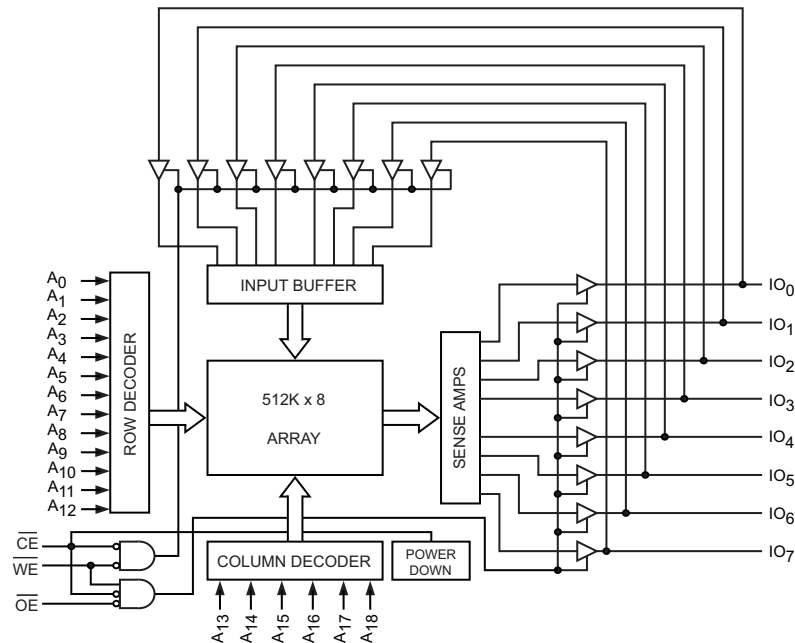 INPUT BUFFER
A0
A1
A2
A3
A4
A5
A6
A7
A8
A9
A10
A11
A12
ROW DECODER
512K x 8
ARRAY
SENSE AMPS
IO0
IO1
IO2
IO3
IO4
IO5
IO6
IO7
CE
WE
OE
COLUMN DECODER
POWER
DOWN
A13
A14
A15
A16
A17
A18